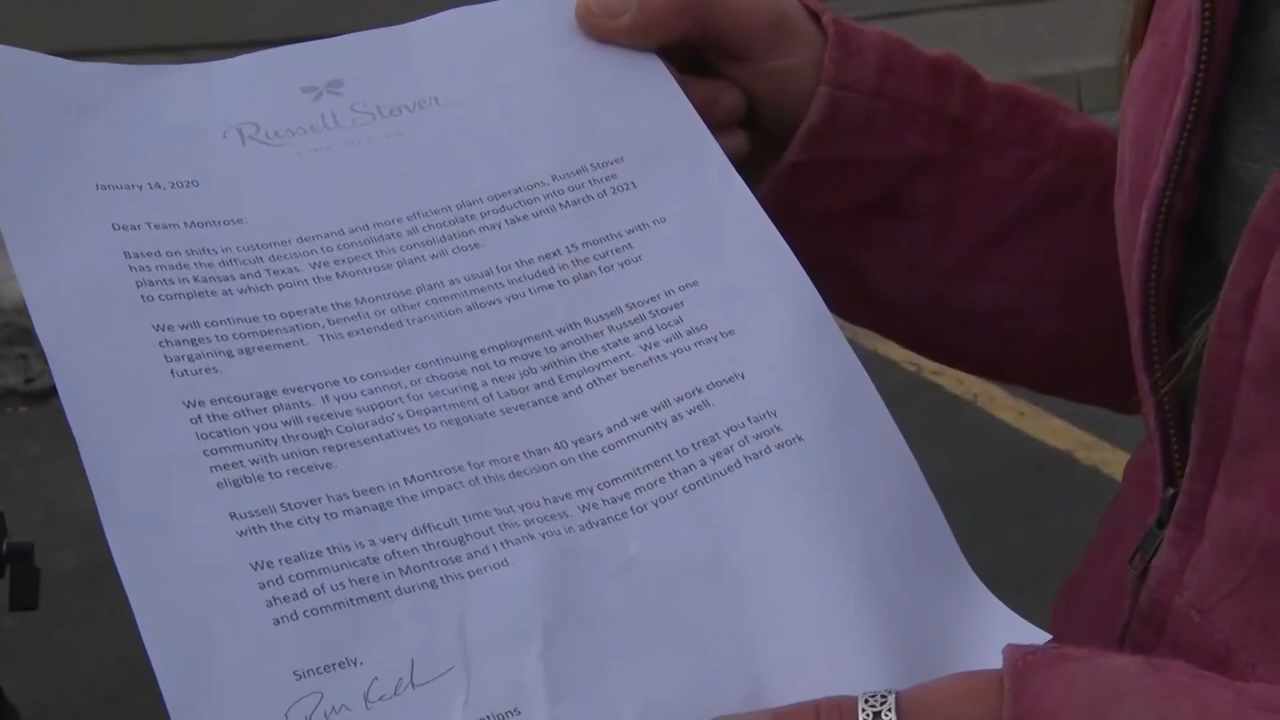 Russell Stover
January 14, 2020
Dear Team Montrose:
Based on shifts in customer demand and more efficient plant operations, Russell Stover
has made the difficult decision to consolidate all chocolate production into our three
plants in Kansas and Texas. We expect this consolidation may take until March of 2021
to complete at which point the Montrose plant will close.
We will continue to operate the Montrose plant as usual for the next 15 months with no
changes to compensation, benefit or other commitments included in the current
bargaining agreement. This extended transition allows you time to plan for your
futures.
We encourage everyone to consider continuing employment with Russell Stover in one
of the other plants. If you cannot, or choose not to move to another Russell Stover
location you will receive support for securing a new job within the state and local
community through Colorado's Department of Labor and Employment. We will also
meet with union representatives to negotiate severance and other benefits you may be
eligible to receive.
Russell Stover has been in Montrose for more than 40 years and we will work closely
with the city to manage the impact of this decision on the community as well.
We realize this is a very difficult time but you have my commitment to treat you fairly
and communicate often throughout this process. We have more than a year of work
ahead of us here in Montrose and I thank you in advance for your continued hard work
and commitment during this period.
Sincerely,